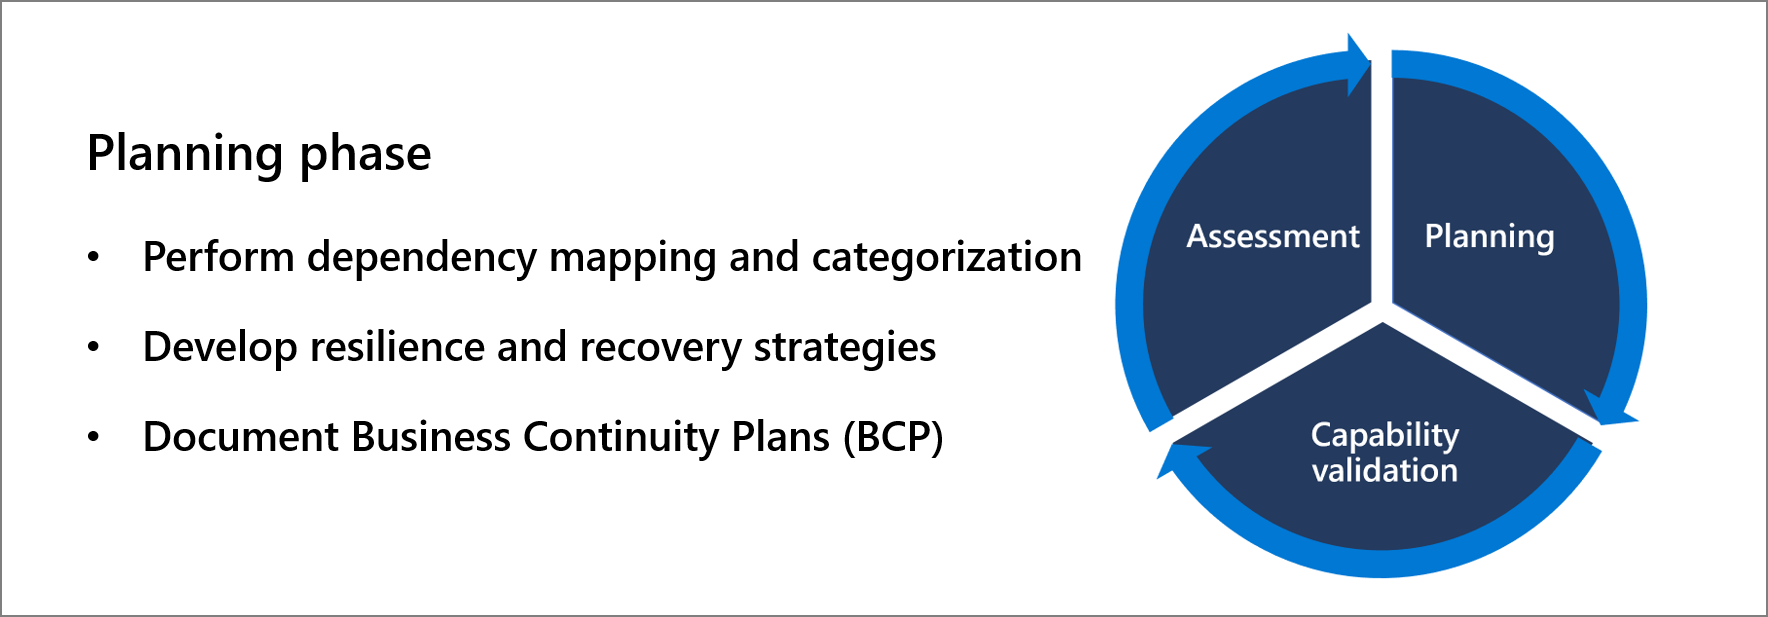 Planning phase
• Perform dependency mapping and categorization
• Develop resilience and recovery strategies
• Document Business Continuity Plans (BCP)
Assessment
Planning
Capability
validation